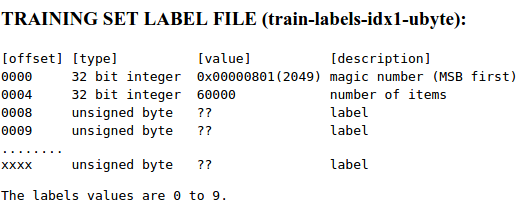 TRAINING SET LABEL FILE (train-labels-idx1-ubyte):
[offset] [type]          [value]          [description]
0000     32 bit integer  0x00000801(2049) magic number (MSB first)
0004     32 bit integer  60000            number of items
0008     unsigned byte   ??               label
0009     unsigned byte   ??               label
........
xxxx     unsigned byte   ??               label
The labels values are 0 to 9.